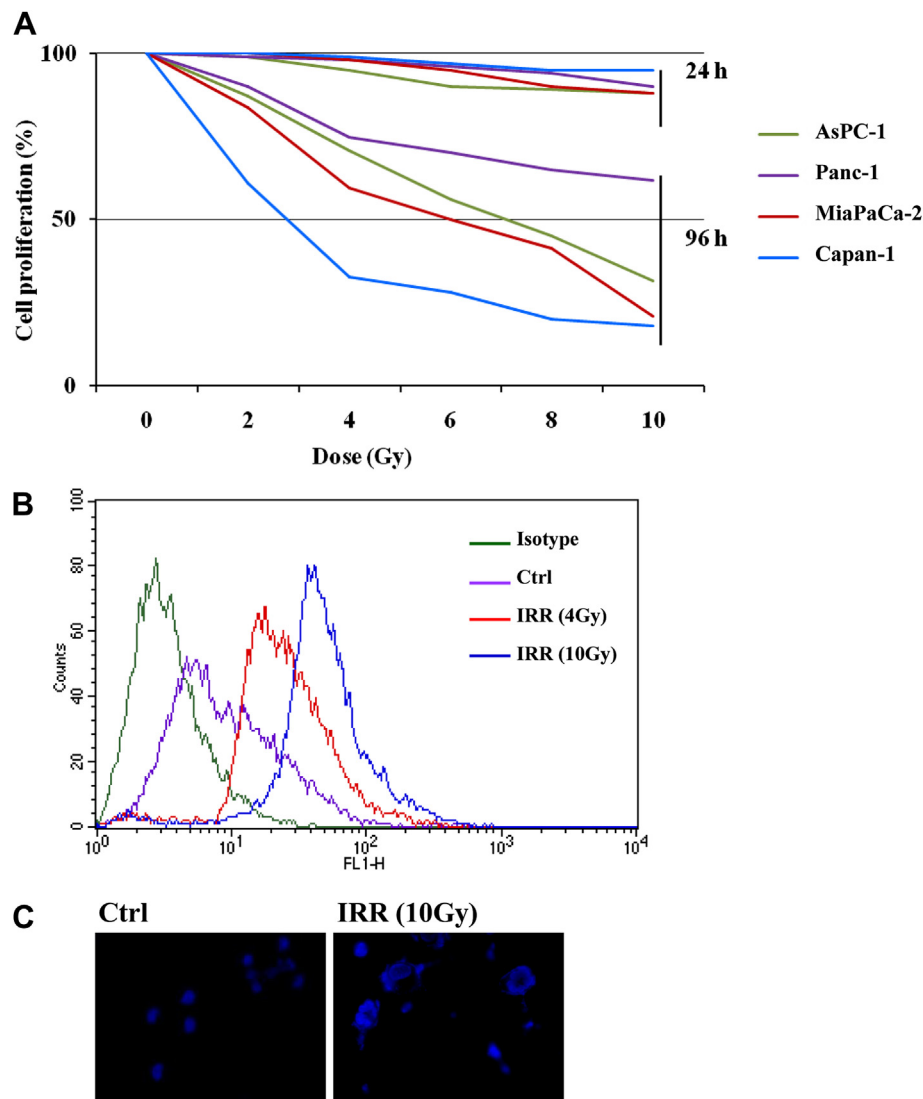 A
100
50
0
Cell proliferation (%)
0 2 4 6 8 10
Dose (Gy)
24 h
96 h
AsPC-1
Panc-1
MiaPaCa-2
Capan-1
B
100
80
60
40
20
0
Counts
10^0 10^1 10^2 10^3 10^4
FL1-H
Isotype
Ctrl
IRR (4Gy)
IRR (10Gy)
C
Ctrl IRR (10Gy)